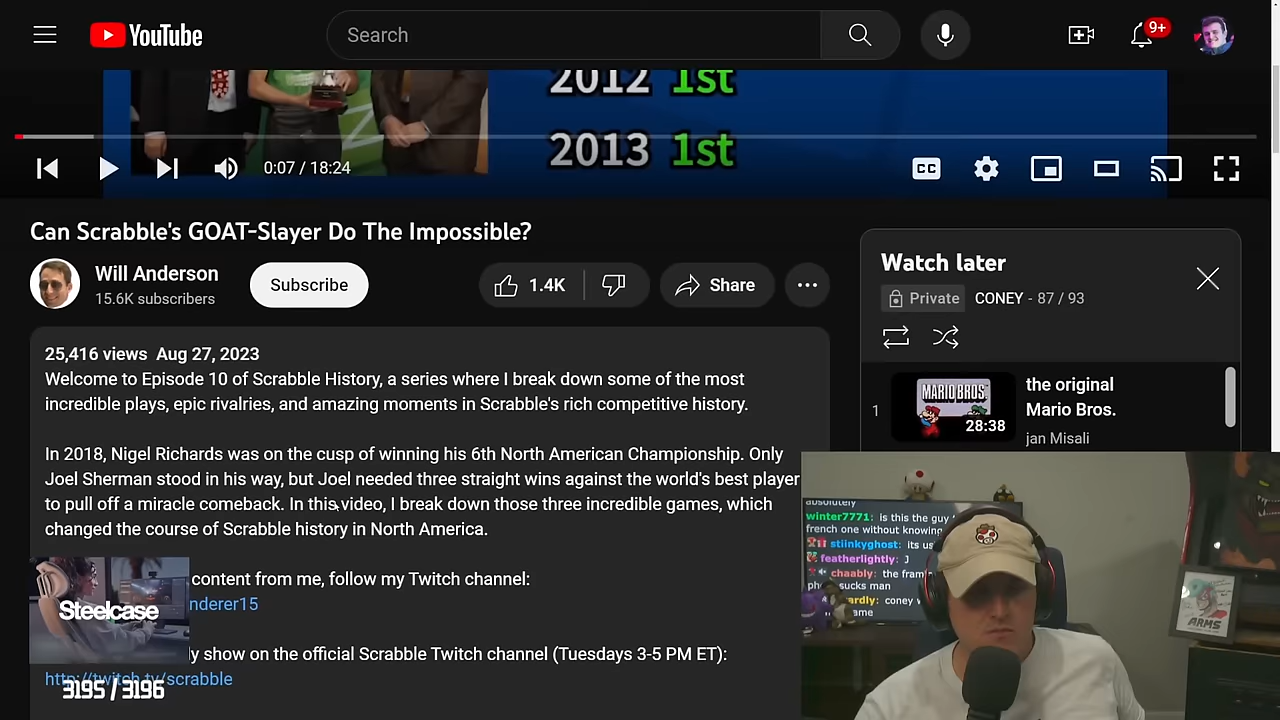 YouTube
Search
9+
2012 1st
2013 1st
0:07 / 18:24
CC
Can Scrabble's GOAT-Slayer Do The Impossible?
Will Anderson
15.6K subscribers
Subscribe
1.4K
Share
25,416 views Aug 27, 2023
Welcome to Episode 10 of Scrabble History, a series where I break down some of the most
incredible plays, epic rivalries, and amazing moments in Scrabble's rich competitive history.
In 2018, Nigel Richards was on the cusp of winning his 6th North American Championship. Only
Joel Sherman stood in his way, but Joel needed three straight wins against the world's best player
to pull off a miracle comeback. In this video, I break down those three incredible games, which
changed the course of Scrabble history in North America.
content from me, follow my Twitch channel:
nderer15
y show on the official Scrabble Twitch channel (Tuesdays 3-5 PM ET):
http://twitch.tv/scrabble
Steelcase
3195 / 3196
Watch later
Private CONEY - 87 / 93
1
MARIO BROS.
28:38
the original
Mario Bros.
jan Misali
absolutely
winter7771: is this the guy
french one without knowing
stiinkyghost: its us
featherlightly: J
chaably: the fram
sucks man
coney w
ame
ARMS